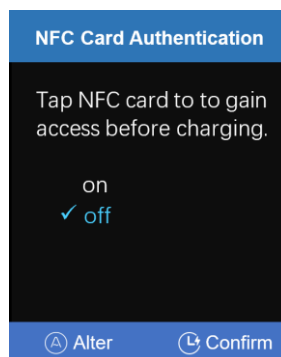 NFC Card Authentication
Tap NFC card to to gain
access before charging.
on
✓ off
A Alter
Confirm